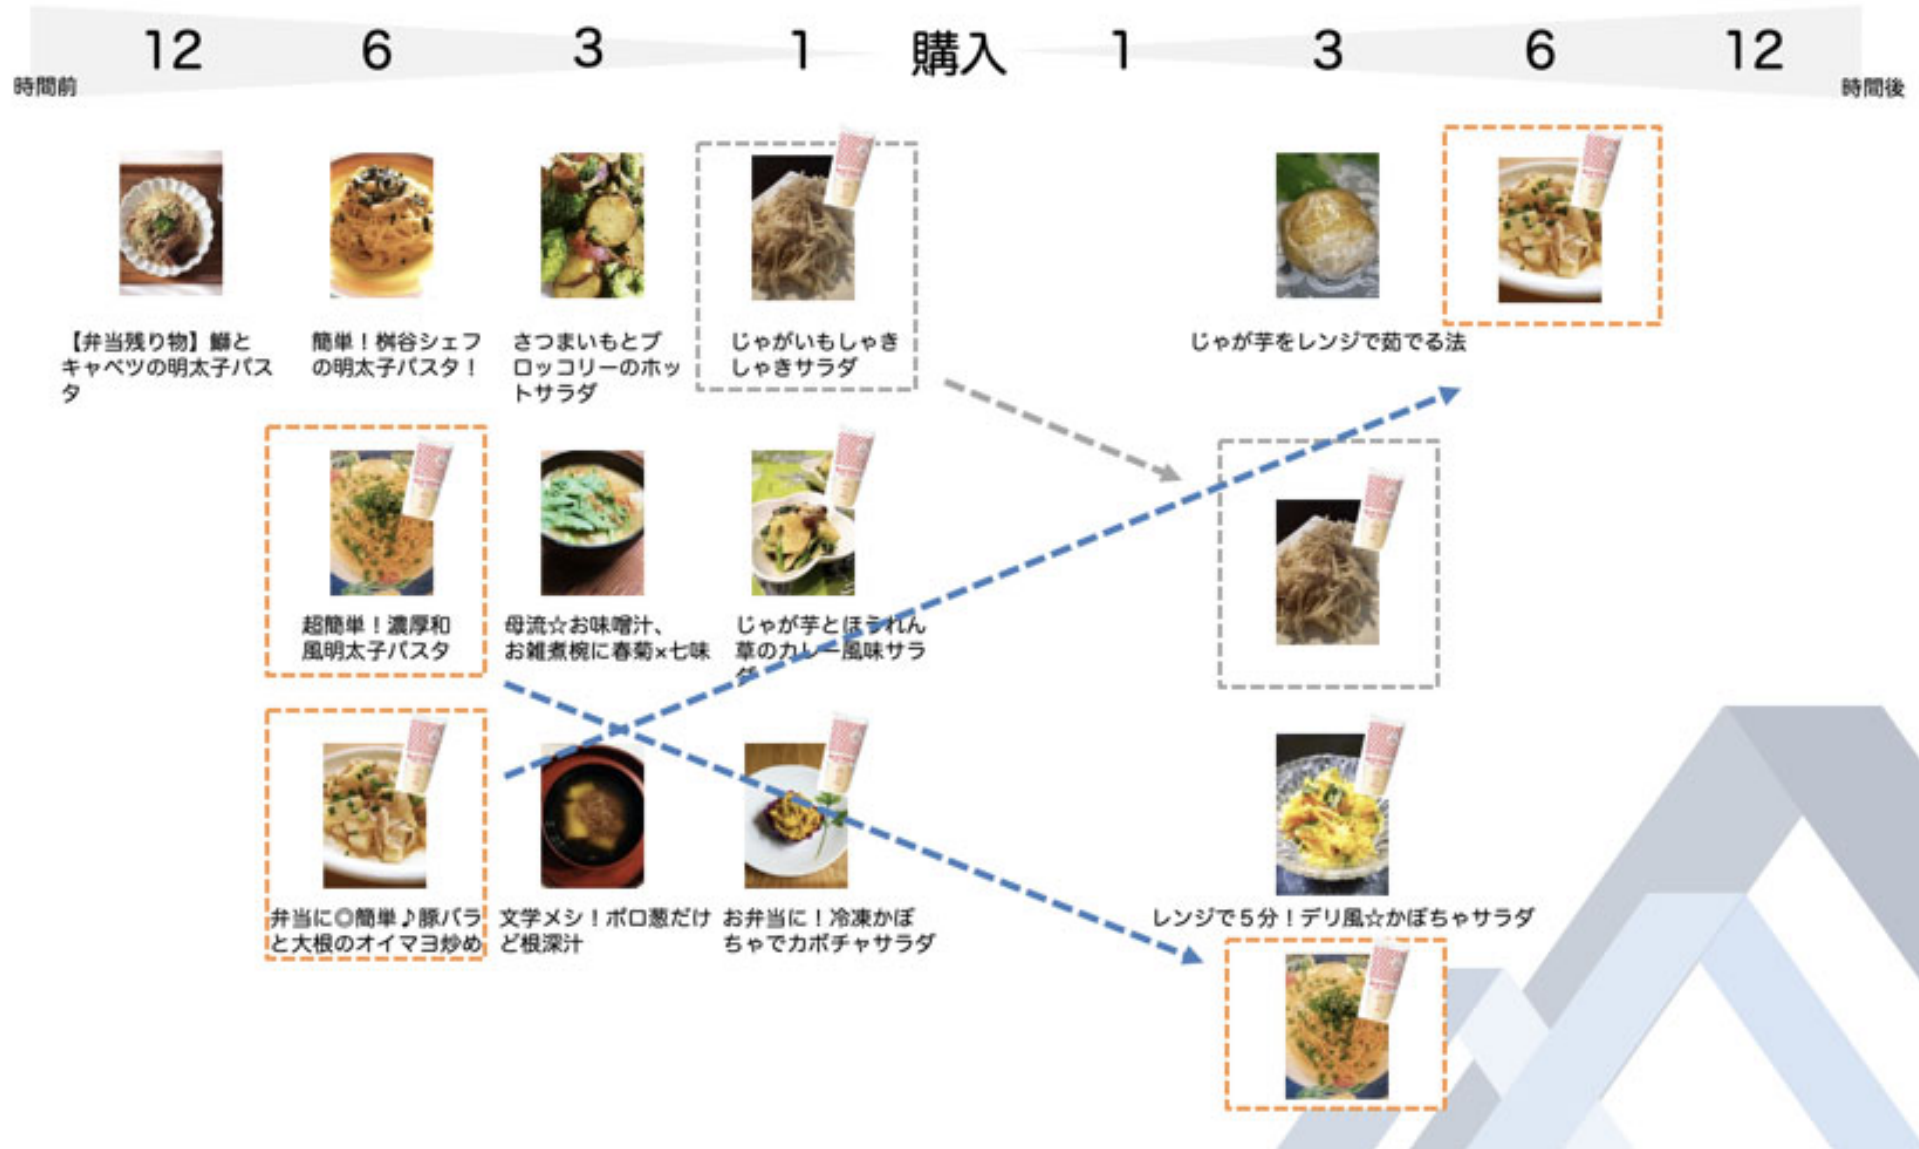 12
6
3
1
購入
1
3
6
12
時間前
時間後
【弁当残り物】鰤と
キャベツの明太子パス
タ
簡単！桝谷シェフ
の明太子パスタ！
さつまいもとブ
ロッコリーのホッ
トサラダ
じゃがいもしゃき
しゃきサラダ
じゃが芋をレンジで茹でる法
超簡単！濃厚和
風明太子パスタ
母流☆お味噌汁、
お雑煮椀に春菊×七味
じゃが芋とほうれん
草のカレー風味サラ
ダ
弁当に◎簡単♪豚バラ
と大根のオイマヨ炒め
文学メシ！ボロ葱だけ
ど根深汁
お弁当に！冷凍かぼ
ちゃでカボチャサラダ
レンジで５分！デリ風☆かぼちゃサラダ